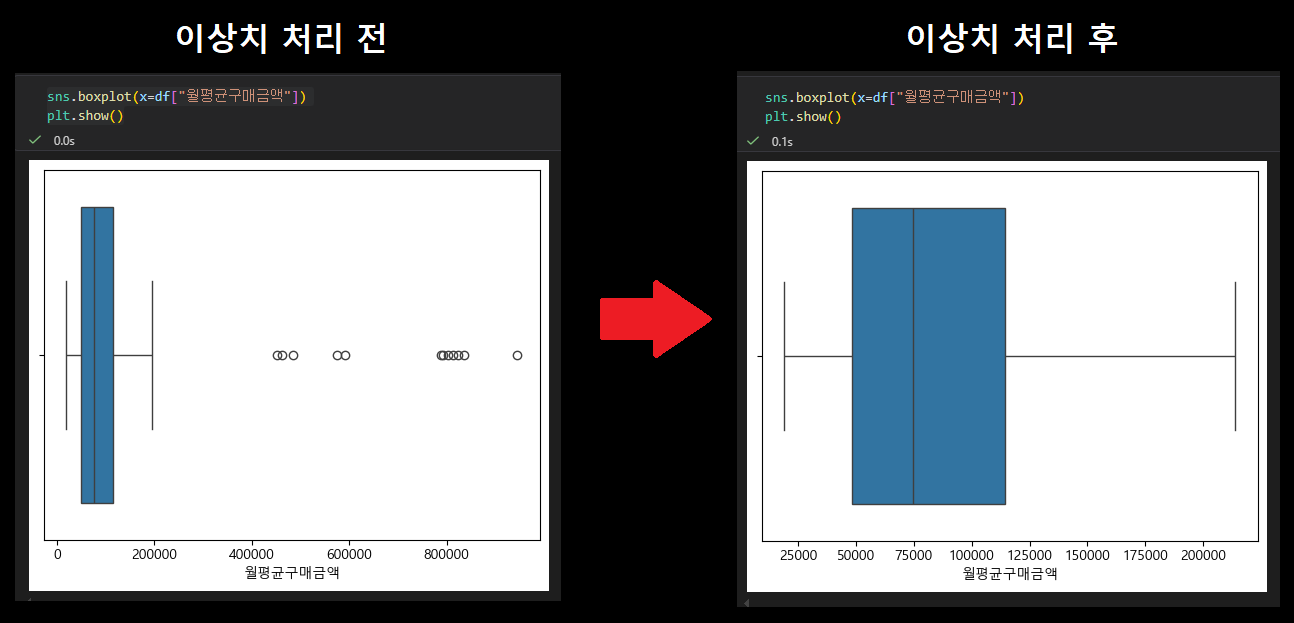 이상치 처리 전
sns.boxplot(x=df["월평균구매금액"])
plt.show()
0.0s
0
200000
400000
600000
800000
월평균구매금액
이상치 처리 후
sns.boxplot(x=df["월평균구매금액"])
plt.show()
0.1s
25000
50000
75000
100000
125000
150000
175000
200000
월평균구매금액